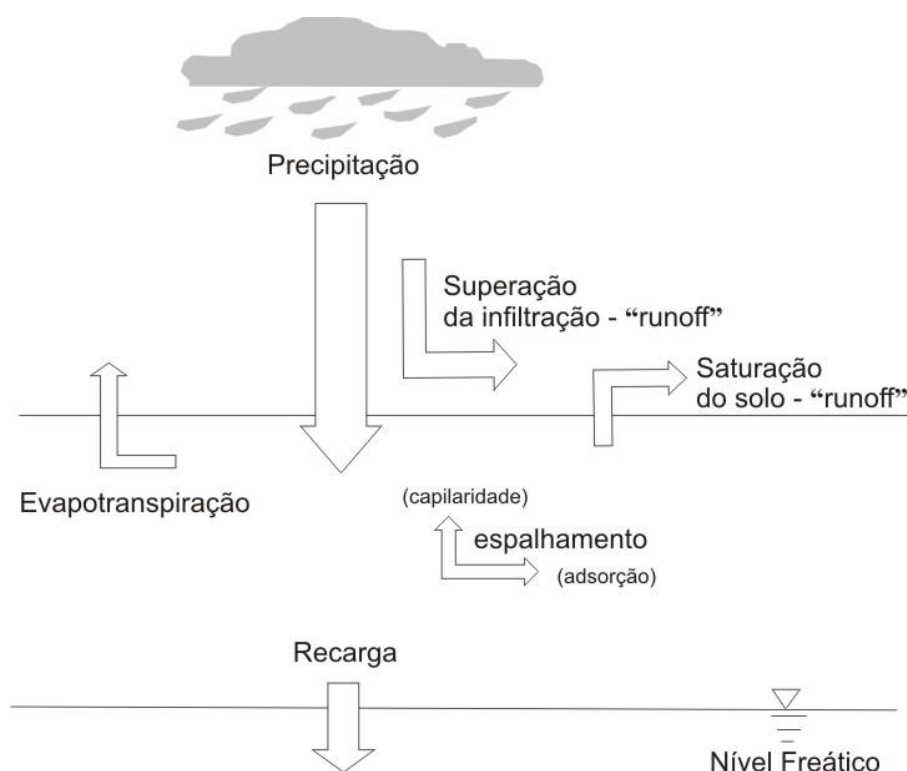 Precipitação
Superação
da infiltração - “runoff”
Saturação
do solo - “runoff”
Evapotranspiração
(capilaridade)
espalhamento
(adsorção)
Recarga
Nível Freático